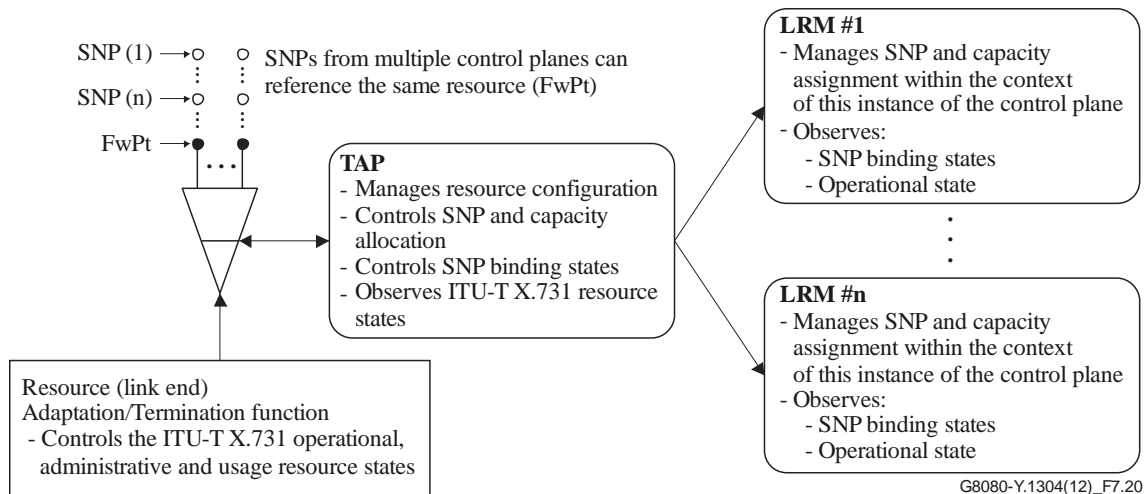 SNP (1)
SNP (n)
FwPt
SNPs from multiple control planes can
reference the same resource (FwPt)
TAP
- Manages resource configuration
- Controls SNP and capacity
allocation
- Controls SNP binding states
- Observes ITU-T X.731 resource
states
LRM #1
- Manages SNP and capacity
assignment within the context
of this instance of the control plane
- Observes:
- SNP binding states
- Operational state
LRM #n
- Manages SNP and capacity
assignment within the context
of this instance of the control plane
- Observes:
- SNP binding states
- Operational state
Resource (link end)
Adaptation/Termination function
- Controls the ITU-T X.731 operational,
administrative and usage resource states
G8080-Y.1304(12)_F7.20